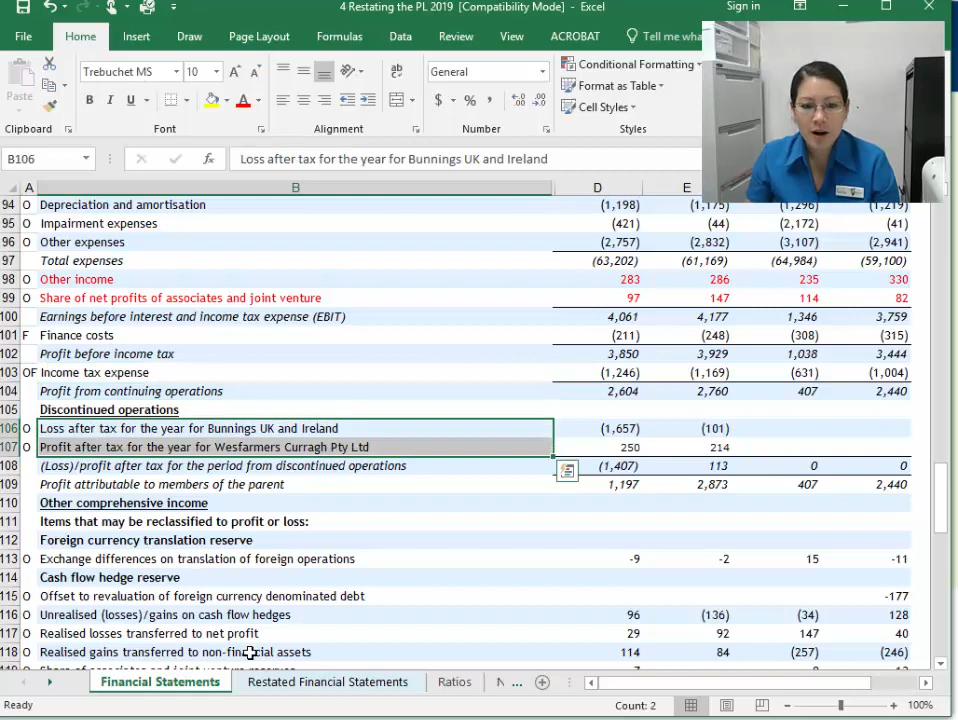 4 Restating the PL 2019 [Compatibility Mode] - Excel
Sign in
File Home Insert Draw Page Layout Formulas Data Review View ACROBAT Tell me
Paste
Trebuchet MS 10
General
Conditional Formatting
Format as Table
Cell Styles
B I U A
$ % ,
Clipboard Font Alignment Number Styles
B106 fx Loss after tax for the year for Bunnings UK and Ireland
A B D E
94 O Depreciation and amortisation (1,198) (1,175) (1,296) (1,219)
95 O Impairment expenses (421) (44) (2,172) (41)
96 O Other expenses (2,757) (2,832) (3,107) (2,941)
97 Total expenses (63,202) (61,169) (64,984) (59,100)
98 O Other income 283 286 235 330
99 O Share of net profits of associates and joint venture 97 147 114 82
100 Earnings before interest and income tax expense (EBIT) 4,061 4,177 1,346 3,759
101 F Finance costs (211) (248) (308) (315)
102 Profit before income tax 3,850 3,929 1,038 3,444
103 OF Income tax expense (1,246) (1,169) (631) (1,004)
104 Profit from continuing operations 2,604 2,760 407 2,440
105 Discontinued operations
106 O Loss after tax for the year for Bunnings UK and Ireland (1,657) (101)
107 O Profit after tax for the year for Wesfarmers Curragh Pty Ltd 250 214
108 (Loss)/profit after tax for the period from discontinued operations (1,407) 113 0 0
109 Profit attributable to members of the parent 1,197 2,873 407 2,440
110 Other comprehensive income
111 Items that may be reclassified to profit or loss:
112 Foreign currency translation reserve
113 O Exchange differences on translation of foreign operations -9 -2 15 -11
114 Cash flow hedge reserve
115 O Offset to revaluation of foreign currency denominated debt -177
116 O Unrealised (losses)/gains on cash flow hedges 96 (136) (34) 128
117 O Realised losses transferred to net profit 29 92 147 40
118 O Realised gains transferred to non-financial assets 114 84 (257) (246)
Financial Statements Restated Financial Statements Ratios N ...
Ready Count: 2 100%